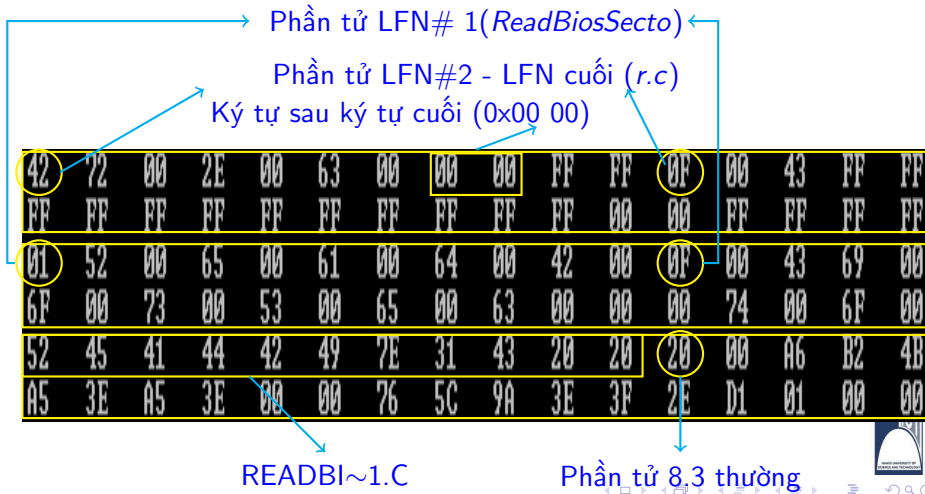 Phần tử LFN# 1(ReadBiosSecto)
Phần tử LFN#2 - LFN cuối (r.c)
Ký tự sau ký tự cuối (0x00 00)
42 72 00 2E 00 63 00 00 00 FF FF 0F 00 43 FF FF
FF FF FF FF FF FF FF FF FF FF 00 00 FF FF FF FF
01 52 00 65 00 61 00 64 00 42 00 0F 00 43 69 00
6F 00 73 00 53 00 65 00 63 00 00 00 74 00 6F 00
52 45 41 44 42 49 7E 31 43 20 20 20 00 A6 B2 4B
A5 3E A5 3E 00 00 76 5C 9A 3E 3F 2E D1 01 00 00
READBI∼1.C
Phần tử 8.3 thường